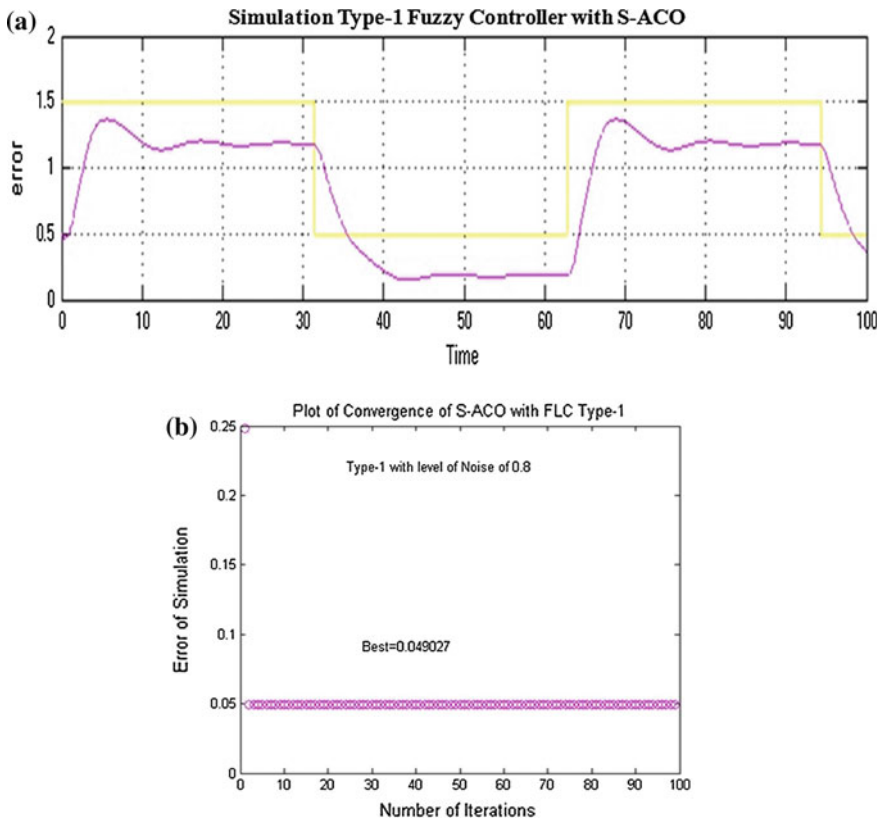 (a)
Simulation Type-1 Fuzzy Controller with S-ACO
2
1.5
1
0.5
0
error
0 10 20 30 40 50 60 70 80 90 100
Time
(b)
Plot of Convergence of S-ACO with FLC Type-1
0.25
0.2
0.15
0.1
0.05
0
Error of Simulation
Type-1 with level of Noise of 0.8
Best=0.049027
0 10 20 30 40 50 60 70 80 90 100
Number of Iterations